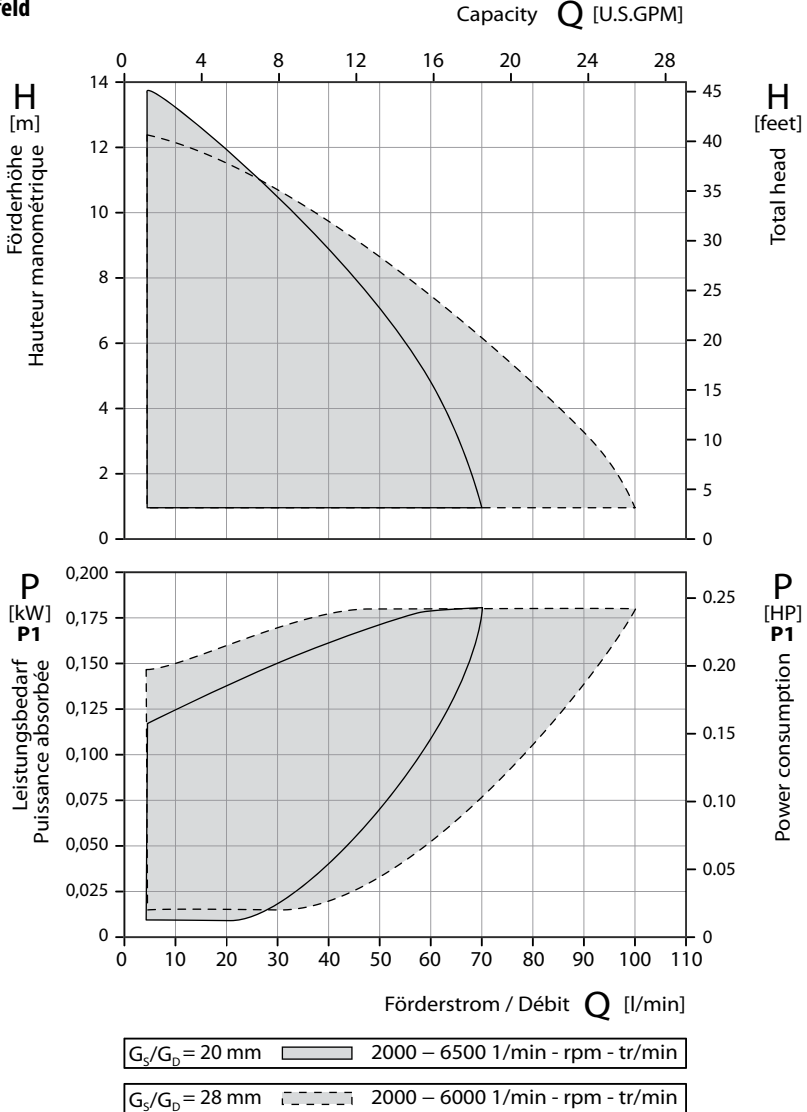 feld
Capacity Q [U.S.GPM]
0 4 8 12 16 20 24 28
H
[m]
Förderhöhe
Hauteur manométrique
14
12
10
8
6
4
2
0
H
[feet]
Total head
45
40
35
30
25
20
15
10
5
0
P
[kW]
P1
Leistungsbedarf
Puissance absorbée
0,200
0,175
0,150
0,125
0,100
0,075
0,050
0,025
0
P
[HP]
P1
Power consumption
0.25
0.20
0.15
0.10
0.05
0
0 10 20 30 40 50 60 70 80 90 100 110
Förderstrom / Débit Q [l/min]
GS/GD = 20 mm 2000 – 6500 1/min - rpm - tr/min
GS/GD = 28 mm 2000 – 6000 1/min - rpm - tr/min